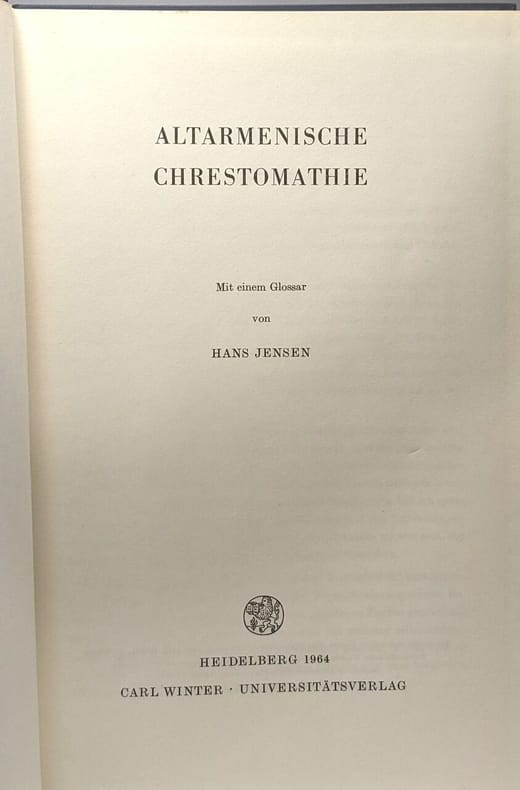 ALTARMENISCHE
CHRESTOMATHIE
Mit einem Glossar
von
HANS JENSEN
HEIDELBERG 1964
CARL WINTER · UNIVERSITÄTSVERLAG